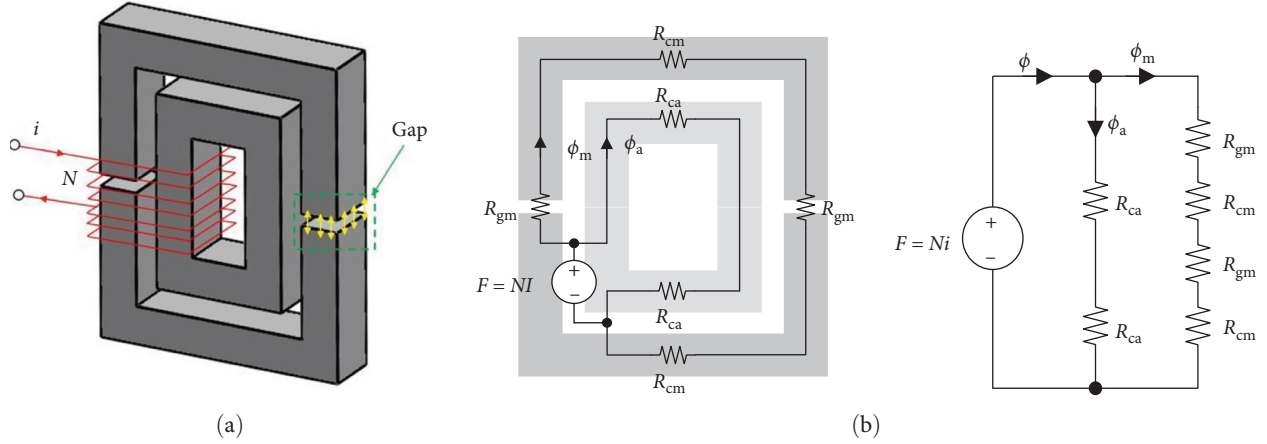 i
N
Gap
(a)
R_cm
R_ca
ϕ_m
ϕ_a
R_gm
R_gm
F = NI
+
−
R_ca
R_cm
(b)
ϕ
ϕ_m
ϕ_a
R_gm
R_ca
R_cm
F = Ni
+
−
R_gm
R_ca
R_cm